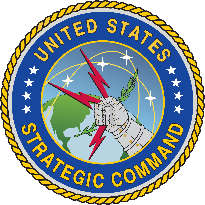 UNITED STATES
STRATEGIC COMMAND